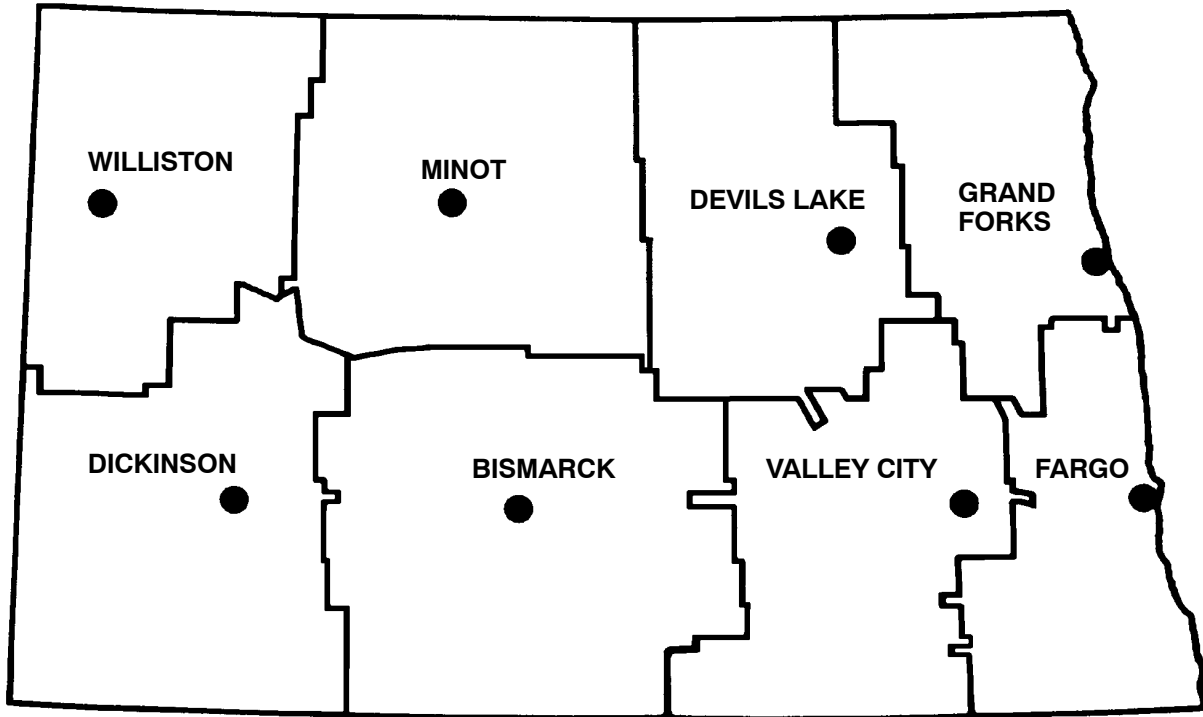 WILLISTON
MINOT
DEVILS LAKE
GRAND
FORKS
DICKINSON
BISMARCK
VALLEY CITY
FARGO